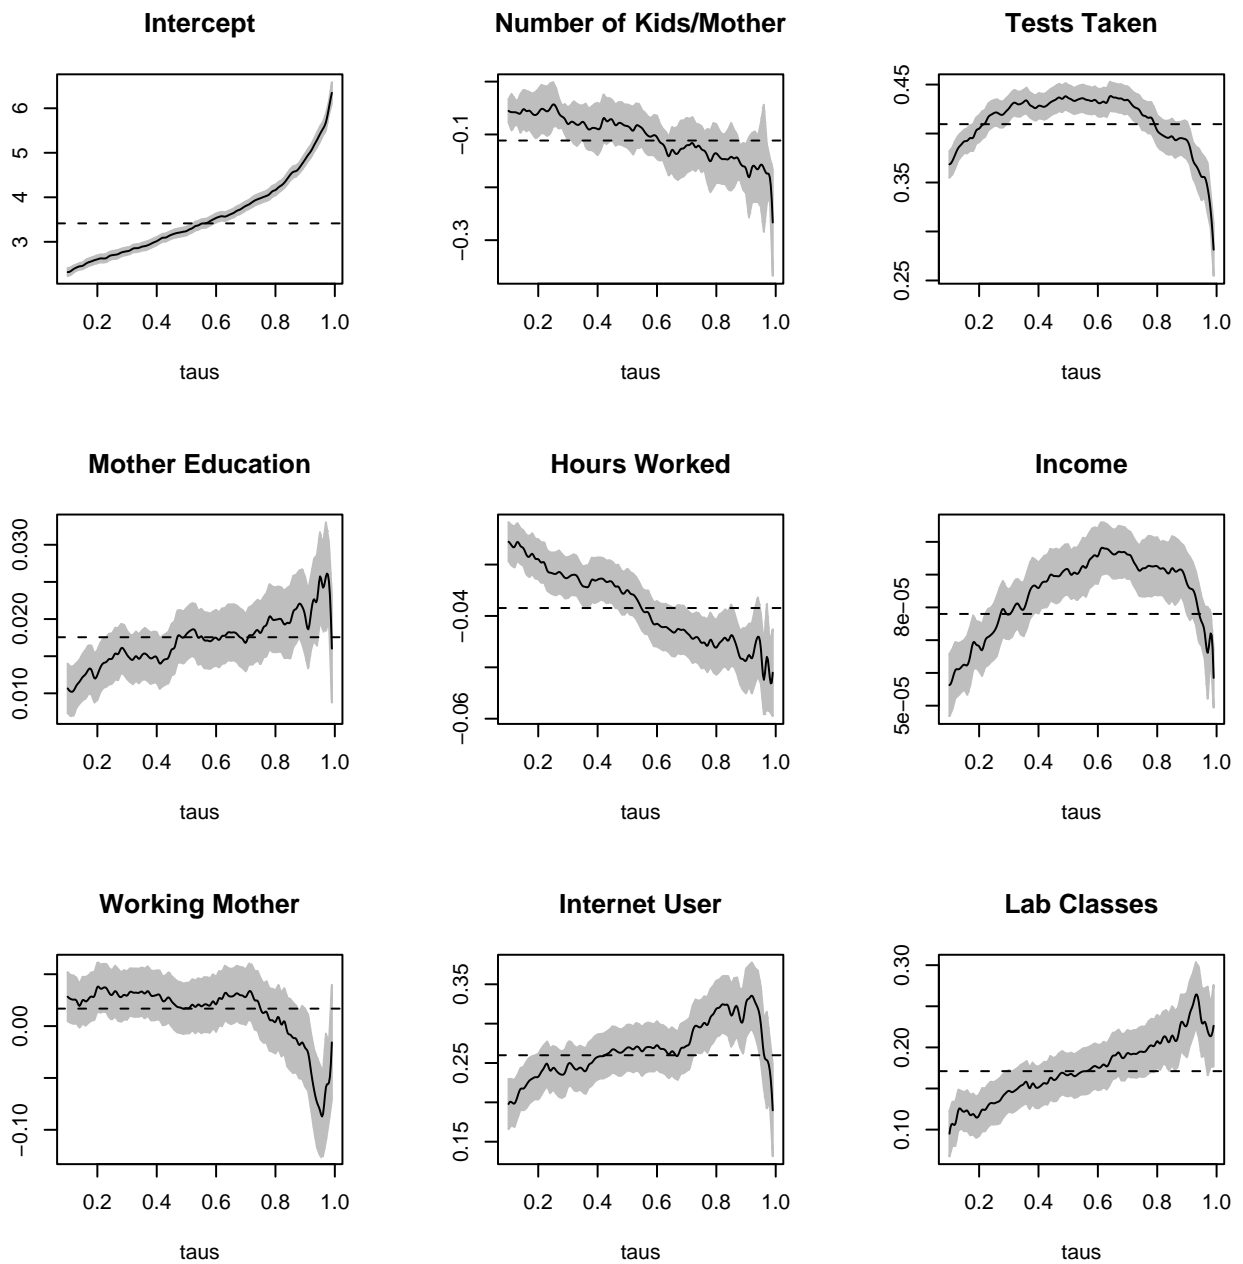 Intercept
Number of Kids/Mother
Tests Taken
3 4 5 6
−0.3 −0.1
0.25 0.35 0.45
0.2 0.4 0.6 0.8 1.0
0.2 0.4 0.6 0.8 1.0
0.2 0.4 0.6 0.8 1.0
taus
taus
taus
Mother Education
Hours Worked
Income
0.010 0.020 0.030
−0.06 −0.04
5e−05 8e−05
0.2 0.4 0.6 0.8 1.0
0.2 0.4 0.6 0.8 1.0
0.2 0.4 0.6 0.8 1.0
taus
taus
taus
Working Mother
Internet User
Lab Classes
−0.10 0.00
0.15 0.25 0.35
0.10 0.20 0.30
0.2 0.4 0.6 0.8 1.0
0.2 0.4 0.6 0.8 1.0
0.2 0.4 0.6 0.8 1.0
taus
taus
taus